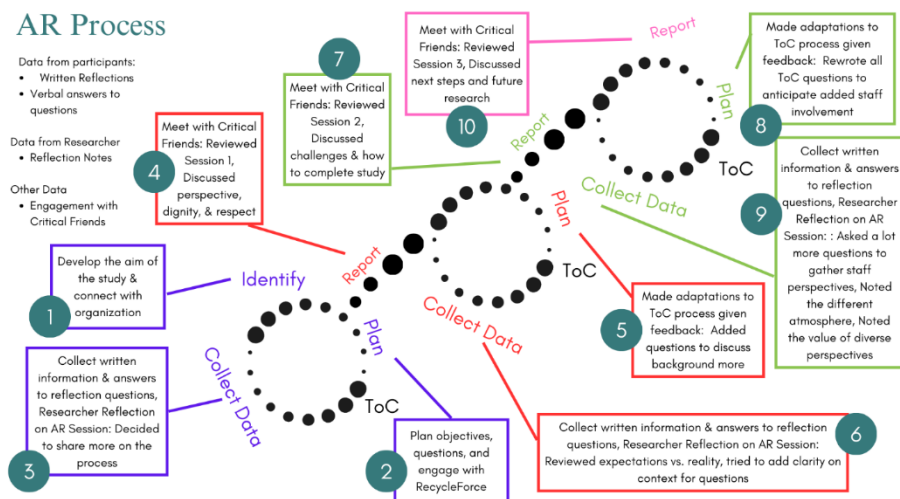 AR Process
Data from participants:
• Written Reflections
• Verbal answers to
questions
Data from Researcher
• Reflection Notes
Other Data
• Engagement with
Critical Friends
1
Develop the aim of
the study &
connect with
organization
Identify
2
Plan objectives,
questions, and
engage with
RecycleForce
Plan
ToC
3
Collect written
information & answers
to reflection questions,
Researcher Reflection
on AR Session: Decided
to share more on the
process
Collect Data
4
Meet with Critical
Friends: Reviewed
Session 1,
Discussed
perspective,
dignity, & respect
Report
5
Made adaptations to
ToC process given
feedback: Added
questions to discuss
background more
Plan
ToC
6
Collect written information & answers to reflection
questions, Researcher Reflection on AR Session:
Reviewed expectations vs. reality, tried to add clarity on
context for questions
Collect Data
7
Meet with Critical
Friends: Reviewed
Session 2,
Discussed
challenges & how
to complete study
Report
8
Made adaptations to
ToC process given
feedback: Rewrote all
ToC questions to
anticipate added staff
involvement
Plan
ToC
9
Collect written
information & answers
to reflection
questions, Researcher
Reflection on AR
Session: : Asked a lot
more questions to
gather staff
perspectives, Noted
the different
atmosphere, Noted
the value of diverse
perspectives
Collect Data
10
Meet with Critical
Friends: Reviewed
Session 3, Discussed
next steps and future
research
Report